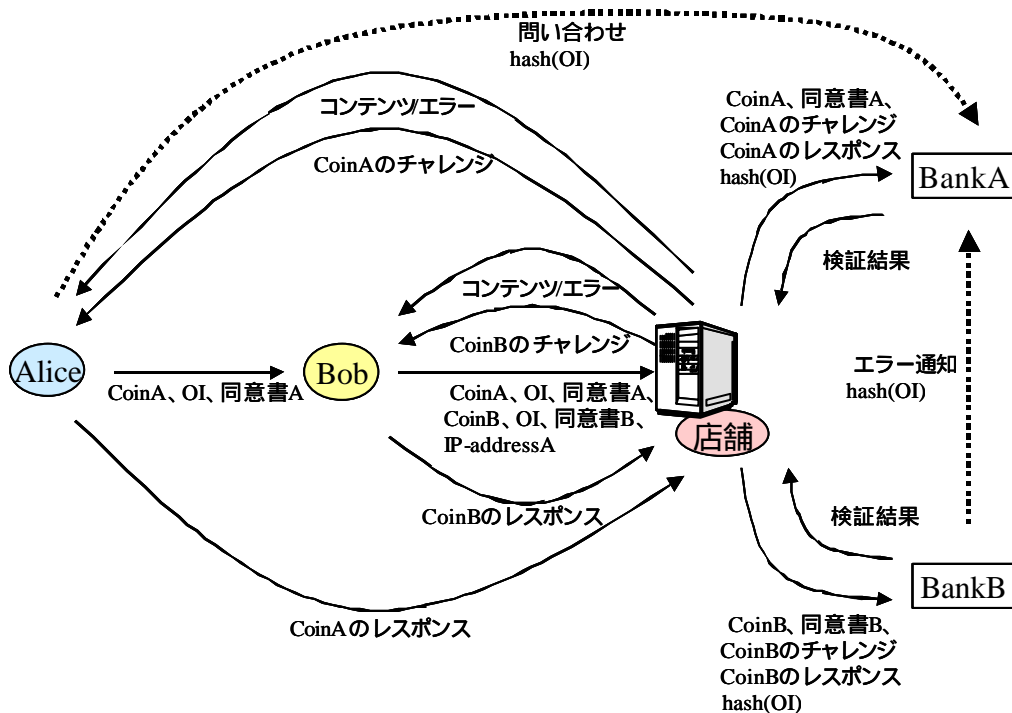 問い合わせ
hash(OI)
コンテンツ/エラー
CoinAのチャレンジ
CoinA、同意書A、
CoinAのチャレンジ
CoinAのレスポンス
hash(OI)
BankA
検証結果
コンテンツ/エラー
CoinBのチャレンジ
Alice
CoinA、OI、同意書A
Bob
CoinA、OI、同意書A、
CoinB、OI、同意書B、
IP-addressA
店舗
エラー通知
hash(OI)
CoinBのレスポンス
検証結果
BankB
CoinAのレスポンス
CoinB、同意書B、
CoinBのチャレンジ
CoinBのレスポンス
hash(OI)